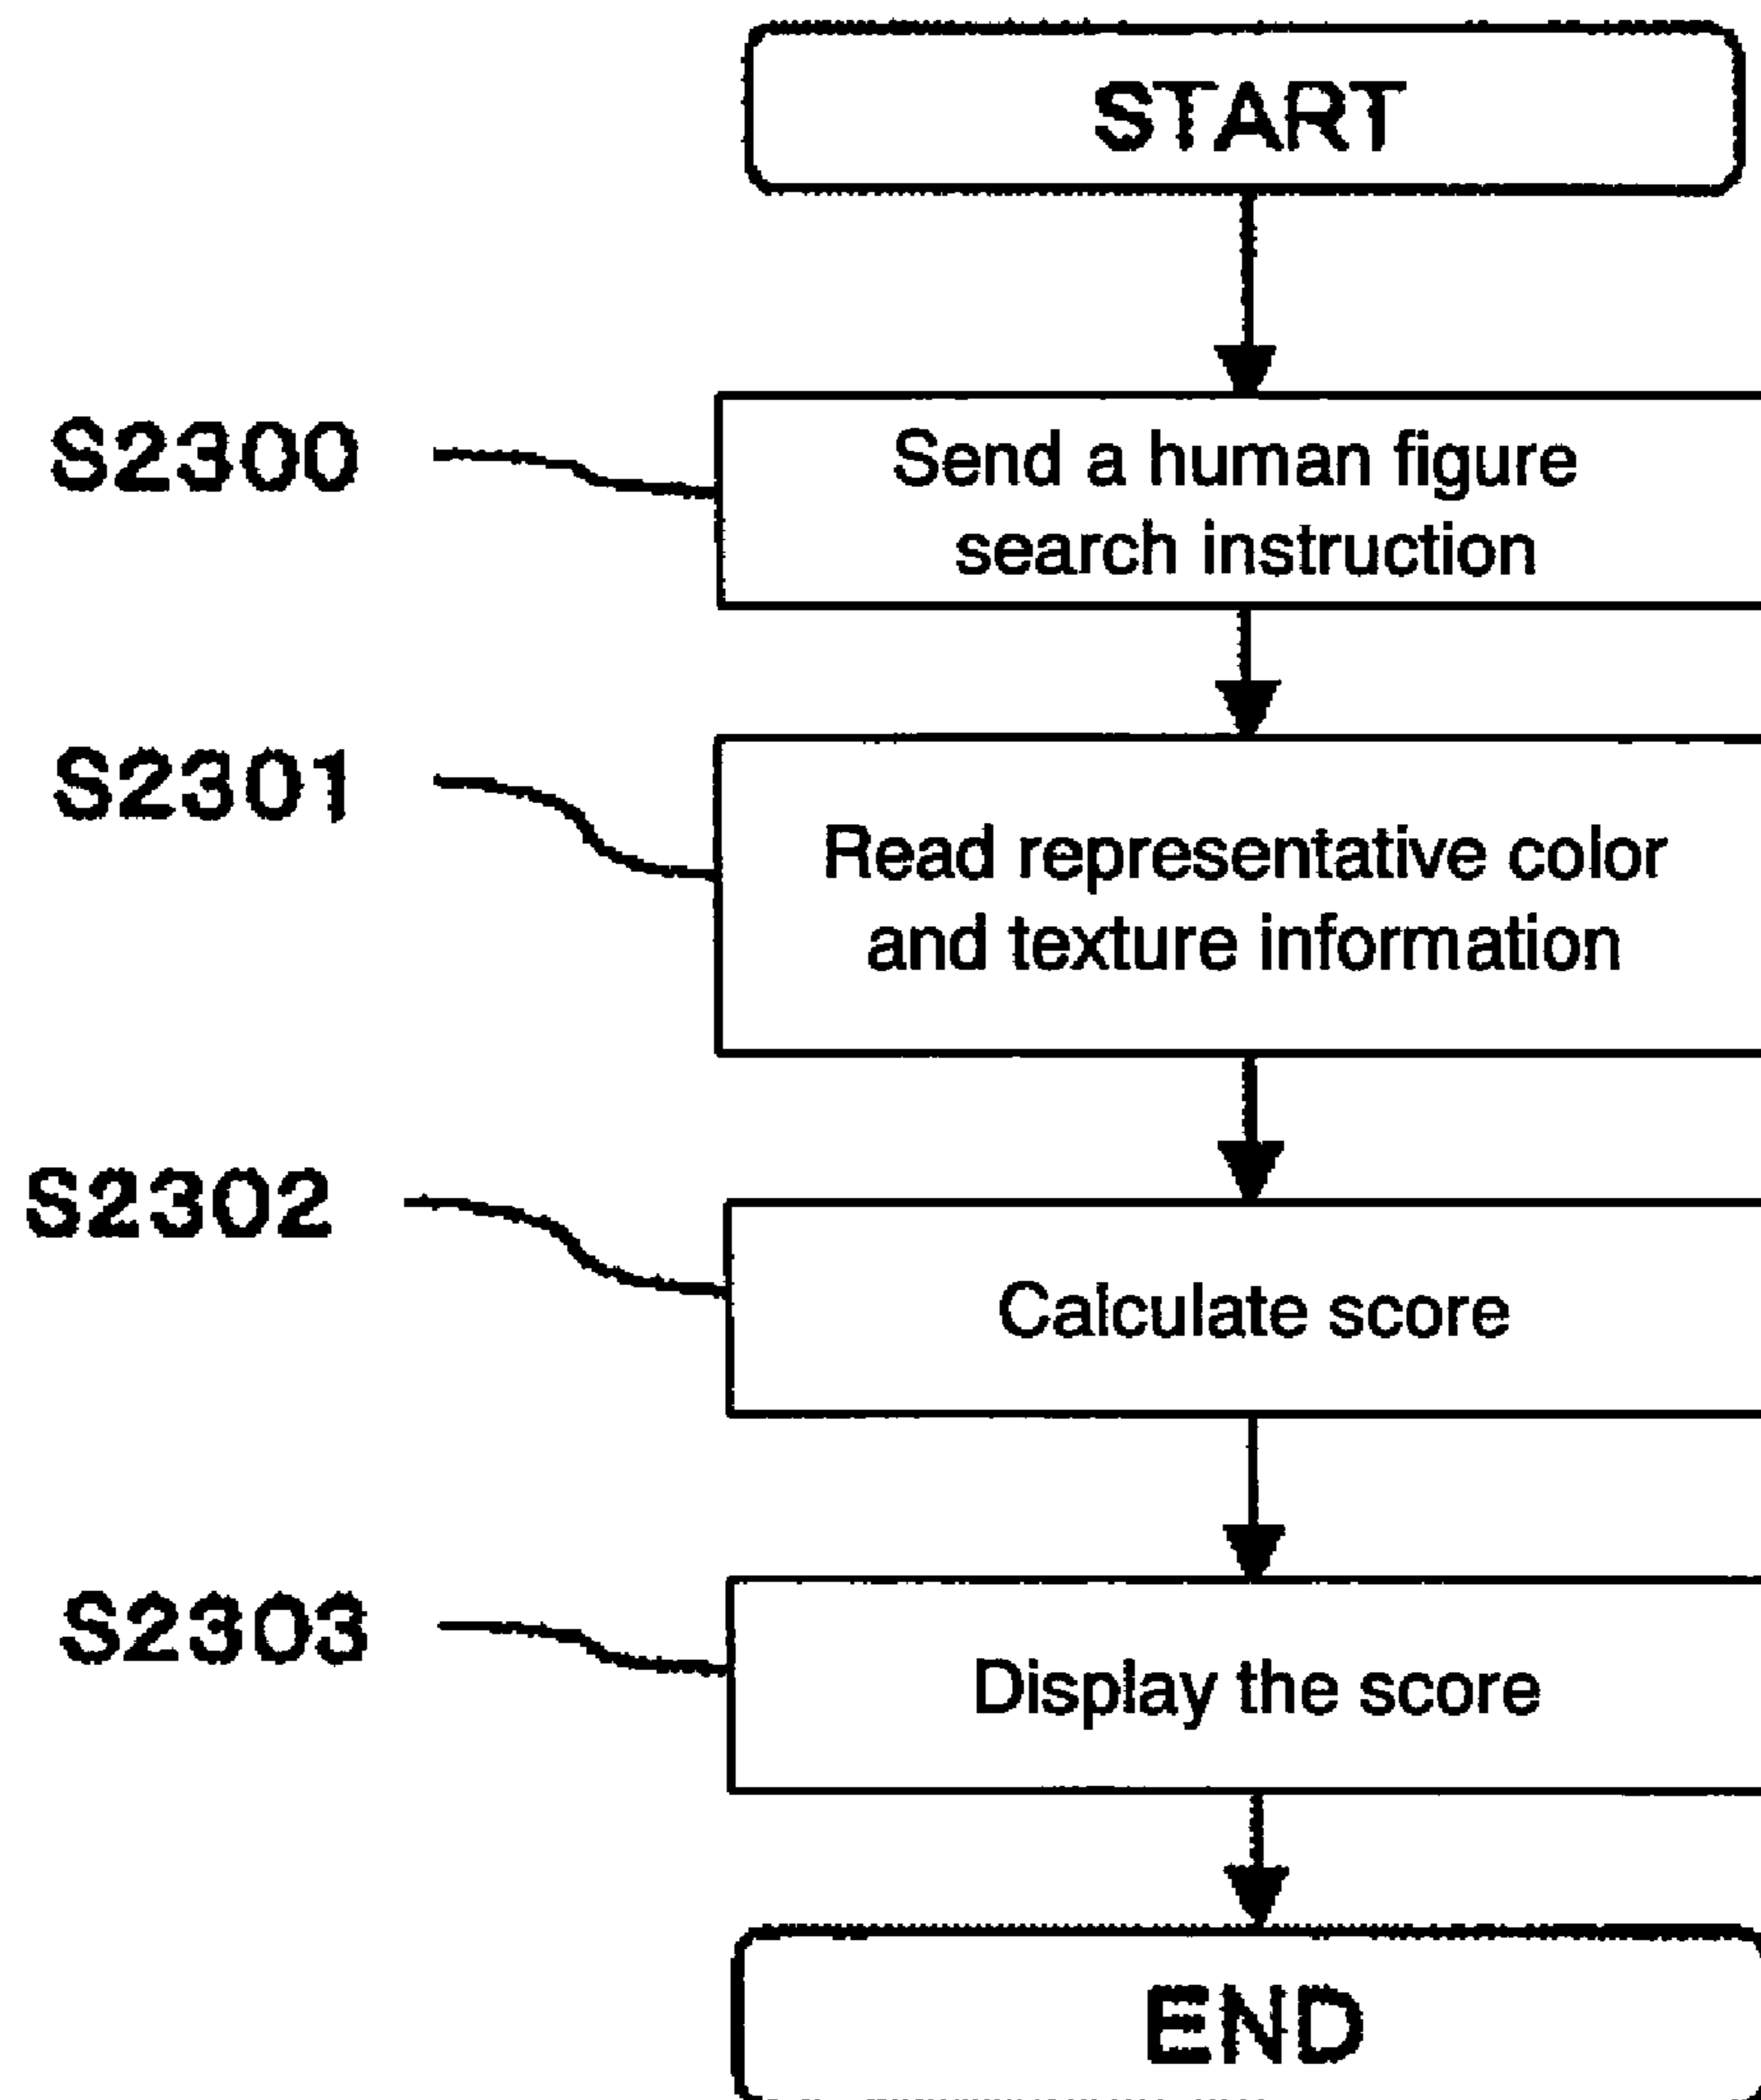 START
S2300
Send a human figure
search instruction
S2301
Read representative color
and texture information
S2302
Calculate score
S2303
Display the score
END